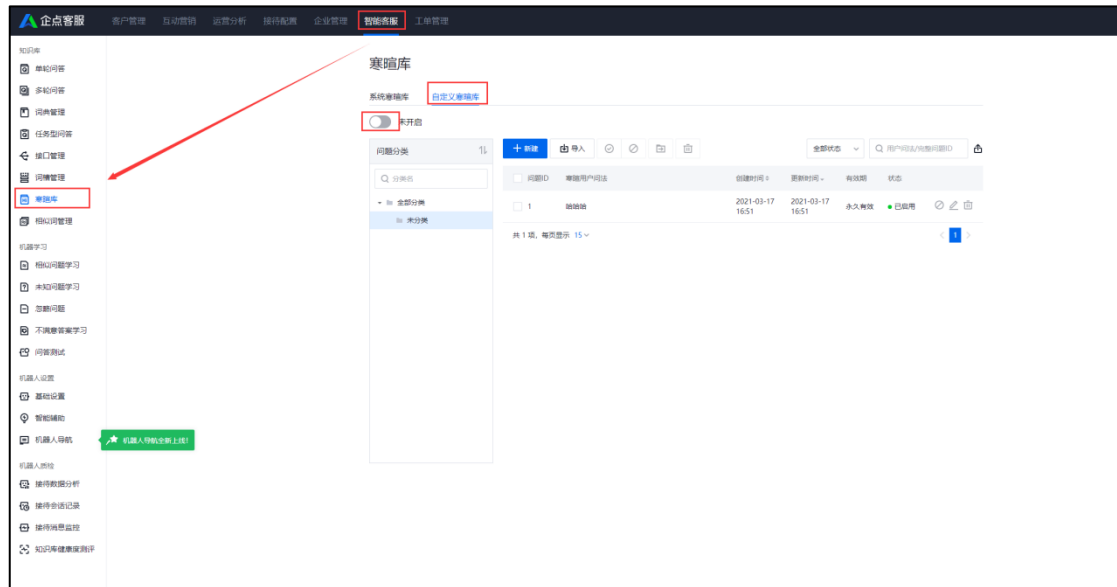 企点客服 客户管理 互动营销 运营分析 接待配置 企业管理 智能客服 工单管理
知识库
单轮问答
多轮问答
词典管理
任务型问答
接口管理
词槽管理
寒暄库
相似词管理
机器学习
相似问题学习
未知问题学习
忽略问题
不满意答案学习
问答测试
机器人设置
基础设置
智能辅助
机器人导航
机器人导航全新上线!
机器人质检
接待数据分析
接待会话记录
接待消息监控
知识库健康度测评
寒暄库
系统寒暄库 自定义寒暄库
未开启
问题分类
分类名
全部分类
未分类
新建 导入 全部状态 用户问法/完整问题ID
问题ID 寒暄用户问法 创建时间 更新时间 有效期 状态
1 哈哈哈 2021-03-17 16:51 2021-03-17 16:51 永久有效 已启用
共 1 项, 每页显示 15 1